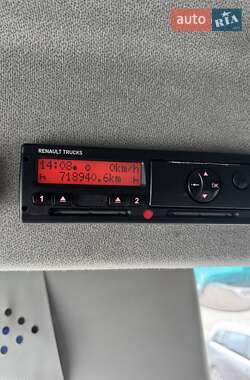 auto RIA
RENAULT TRUCKS
14:08 0km/h
718940.6km
1 2
OK